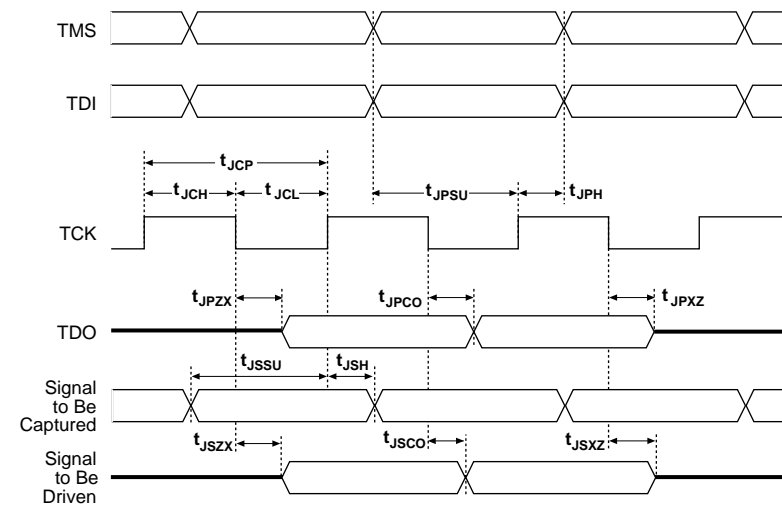 TMS
TDI
tJCP
tJCH
tJCL
tJPSU
tJPH
TCK
tJPZX
tJPCO
tJPXZ
TDO
tJSSU
tJSH
Signal
to Be
Captured
tJSZX
tJSCO
tJSXZ
Signal
to Be
Driven